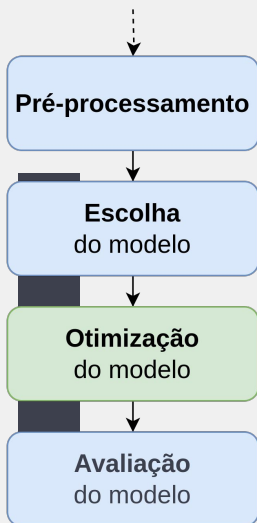 Pré-processamento
Escolha
do modelo
Otimização
do modelo
Avaliação
do modelo